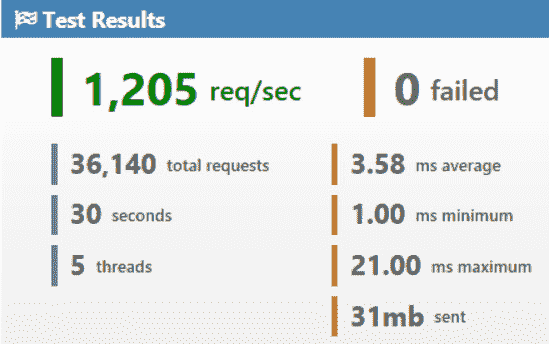 Test Results
1,205 req/sec
0 failed
36,140 total requests
3.58 ms average
30 seconds
1.00 ms minimum
5 threads
21.00 ms maximum
31mb sent